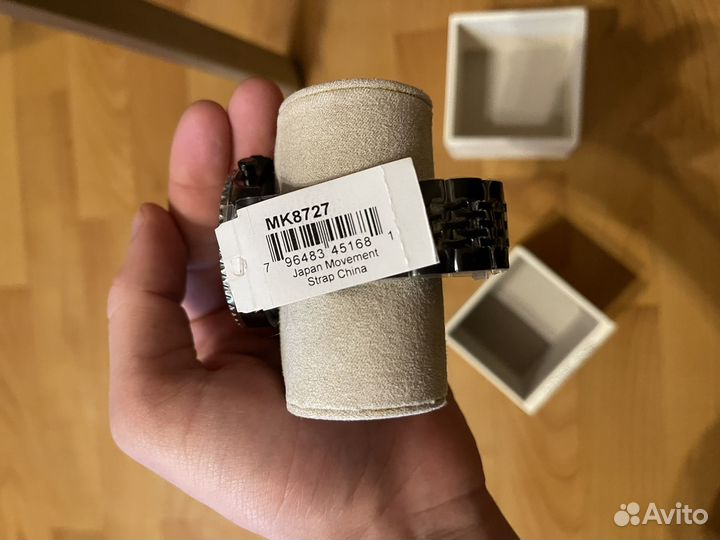 MK8727
7 96483 45168 1
Japan Movement
Strap China
Avito